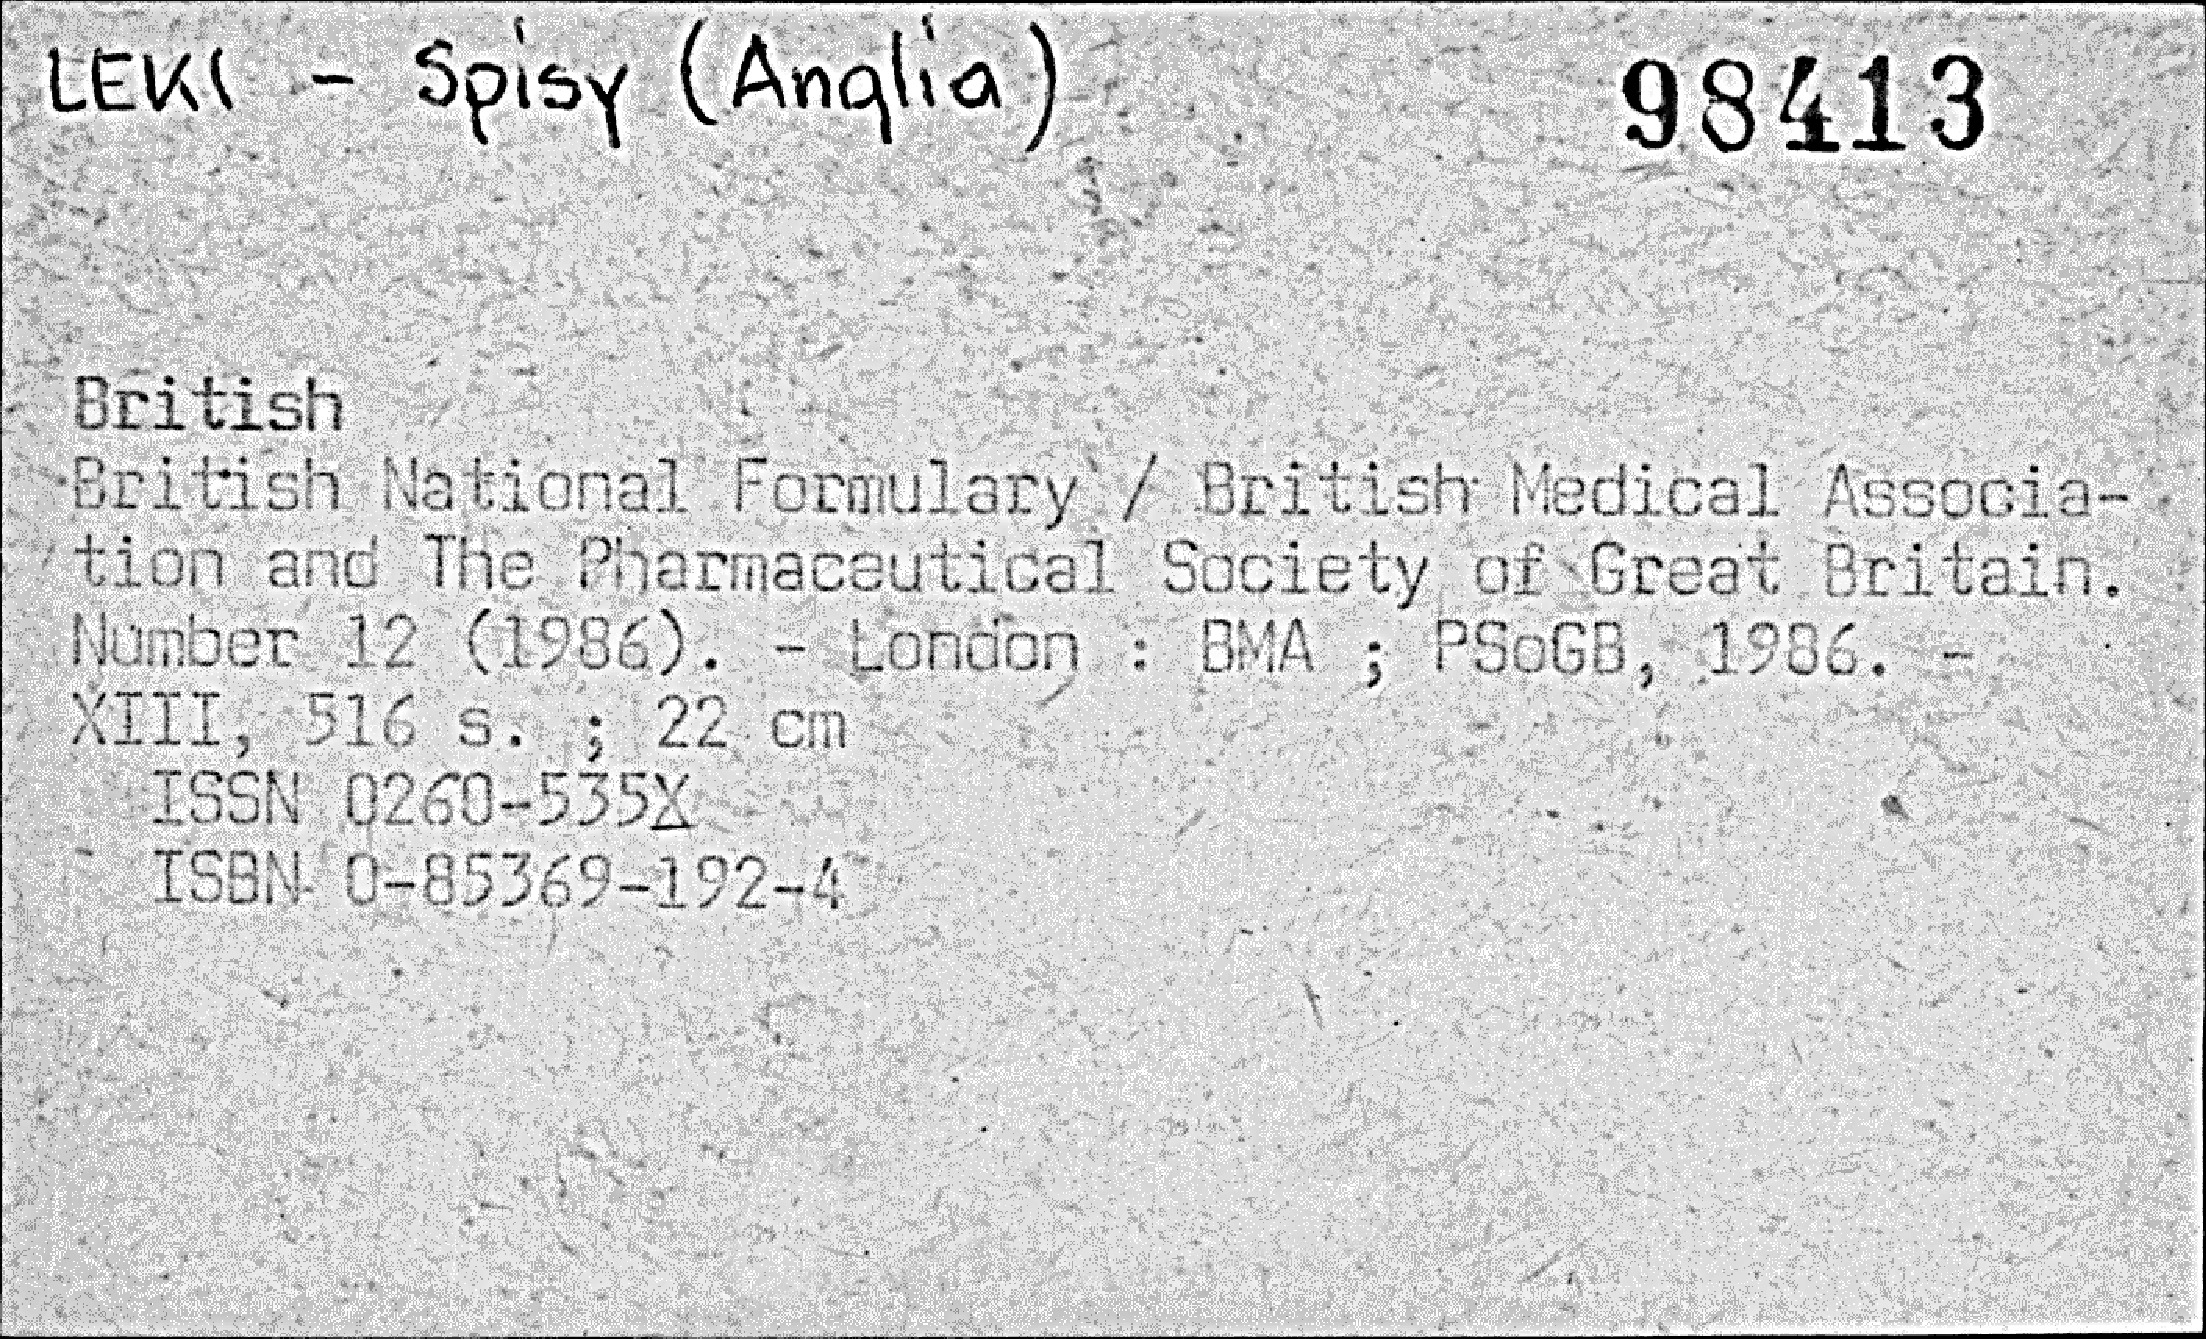 LEKI - Spisy (Anglia) 98413
British
British National Formulary / British Medical Associa-
tion and The Pharmaceutical Society of Great Britain.
Number 12 (1986). - London : BMA ; PSoGB, 1986. -
XIII, 516 s. ; 22 cm
ISSN 0260-535X
ISBN 0-85369-192-4